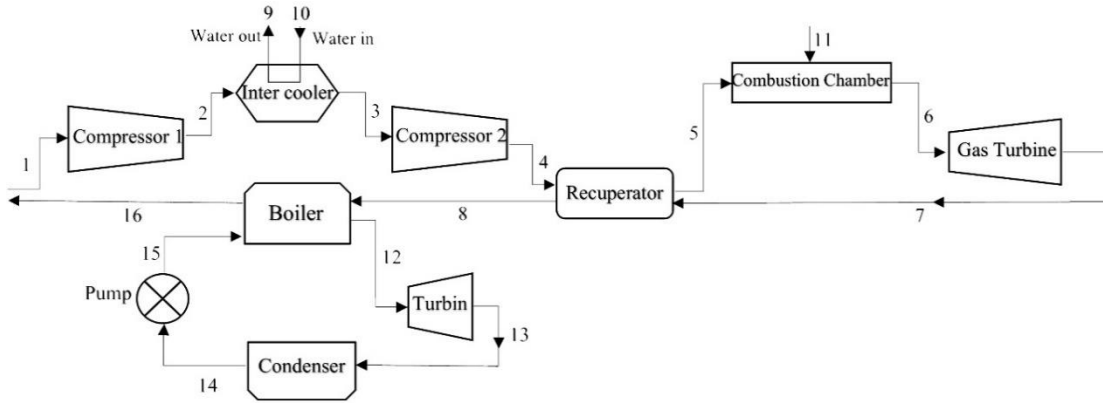 9 10
Water out Water in
11
Inter cooler
Combustion Chamber
2
3
Compressor 1
Compressor 2
5
6
1
4
Gas Turbine
Recuperator
Boiler
16
8
7
15
12
Pump
Turbin
13
Condenser
14